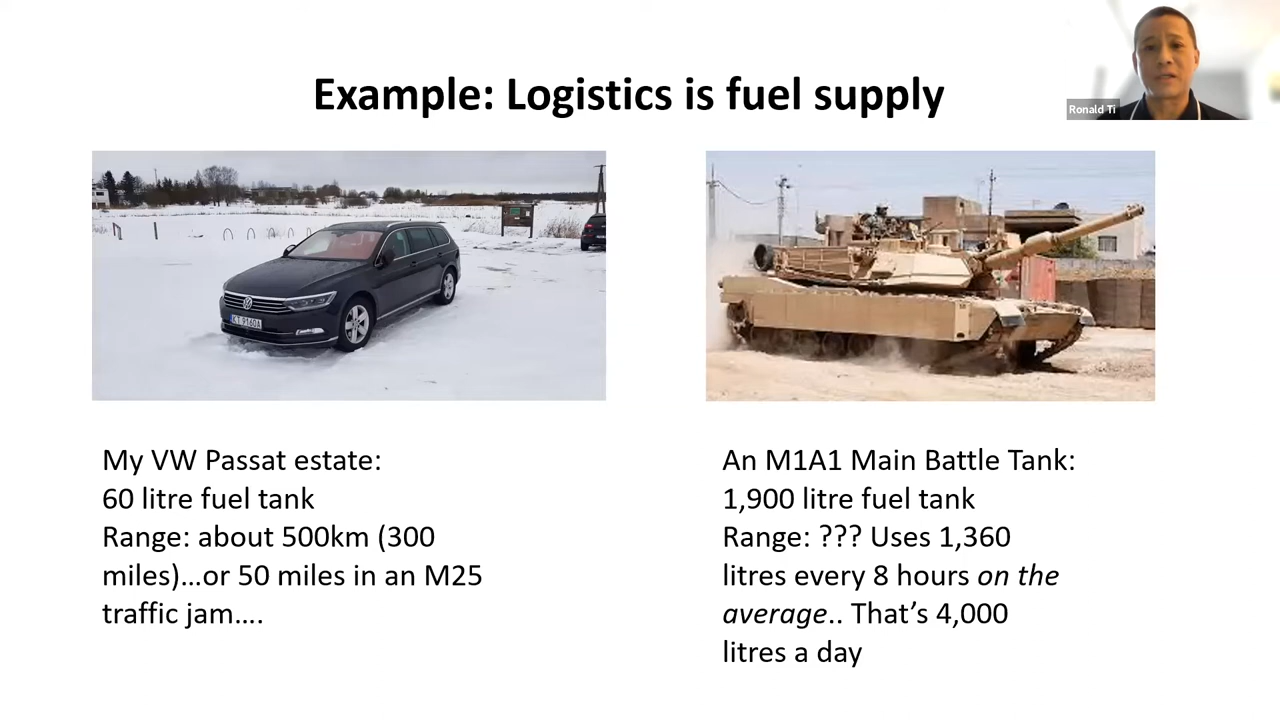 Example: Logistics is fuel supply
Ronald Ti
My VW Passat estate:
60 litre fuel tank
Range: about 500km (300
miles)…or 50 miles in an M25
traffic jam….
An M1A1 Main Battle Tank:
1,900 litre fuel tank
Range: ??? Uses 1,360
litres every 8 hours on the
average.. That’s 4,000
litres a day